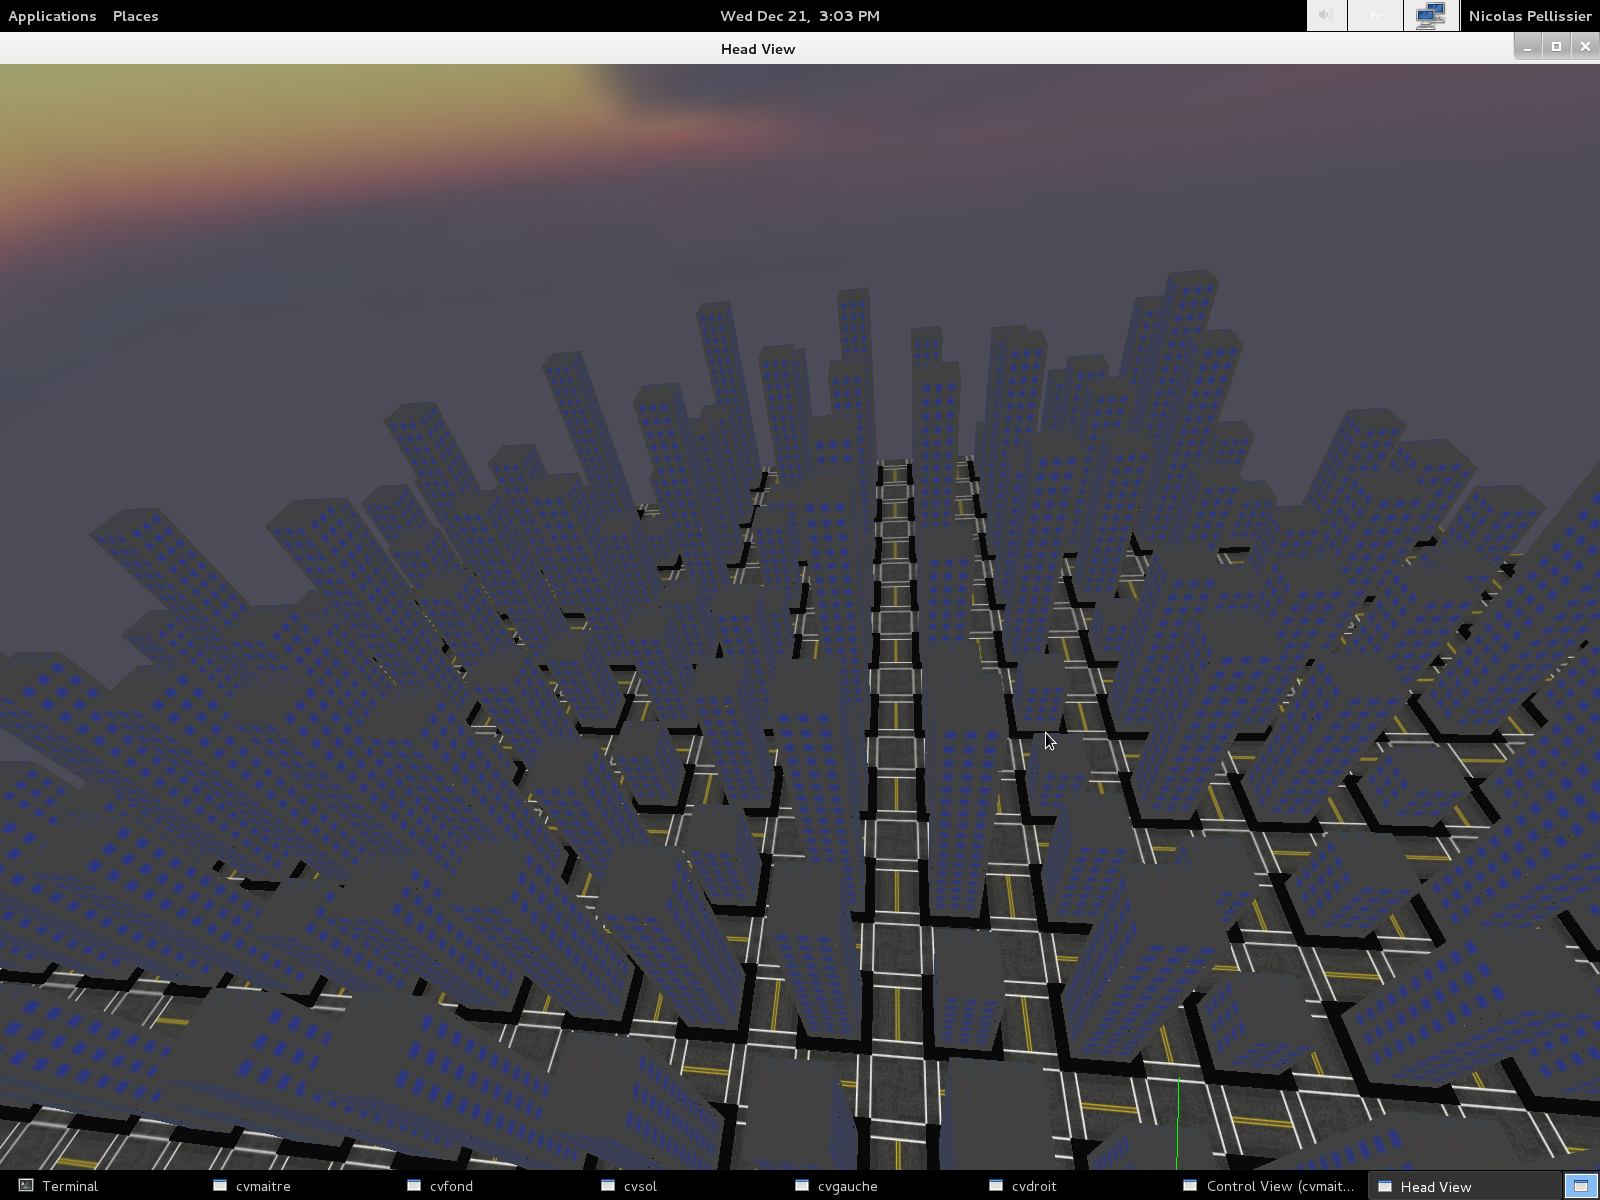 Applications Places Wed Dec 21, 3:03 PM fr Nicolas Pellissier
Head View
Terminal cvmaitre cvfond cvsol cvgauche cvdroit Control View (cvmait... Head View